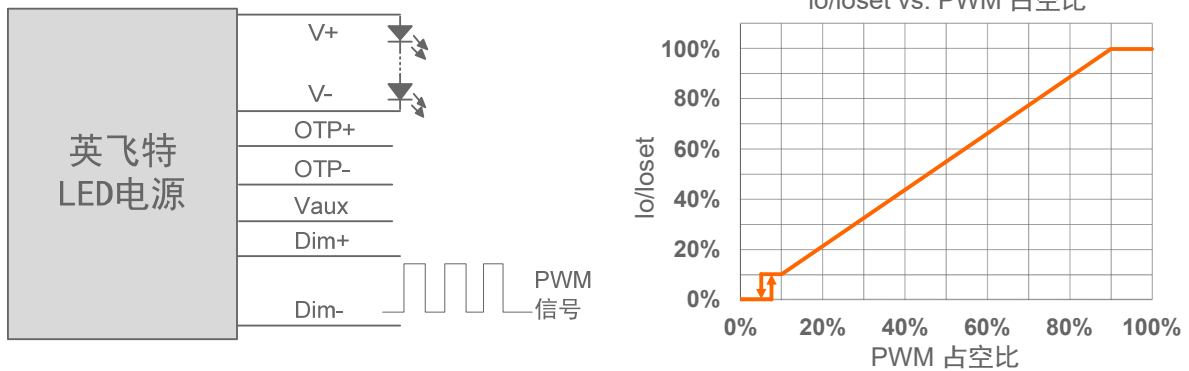 V+
V-
OTP+
OTP-
Vaux
Dim+
Dim-
英飞特
LED电源
PWM
信号
Io/Ioset vs. PWM 占空比
Io/Ioset
100%
80%
60%
40%
20%
0%
0% 20% 40% 60% 80% 100%
PWM 占空比